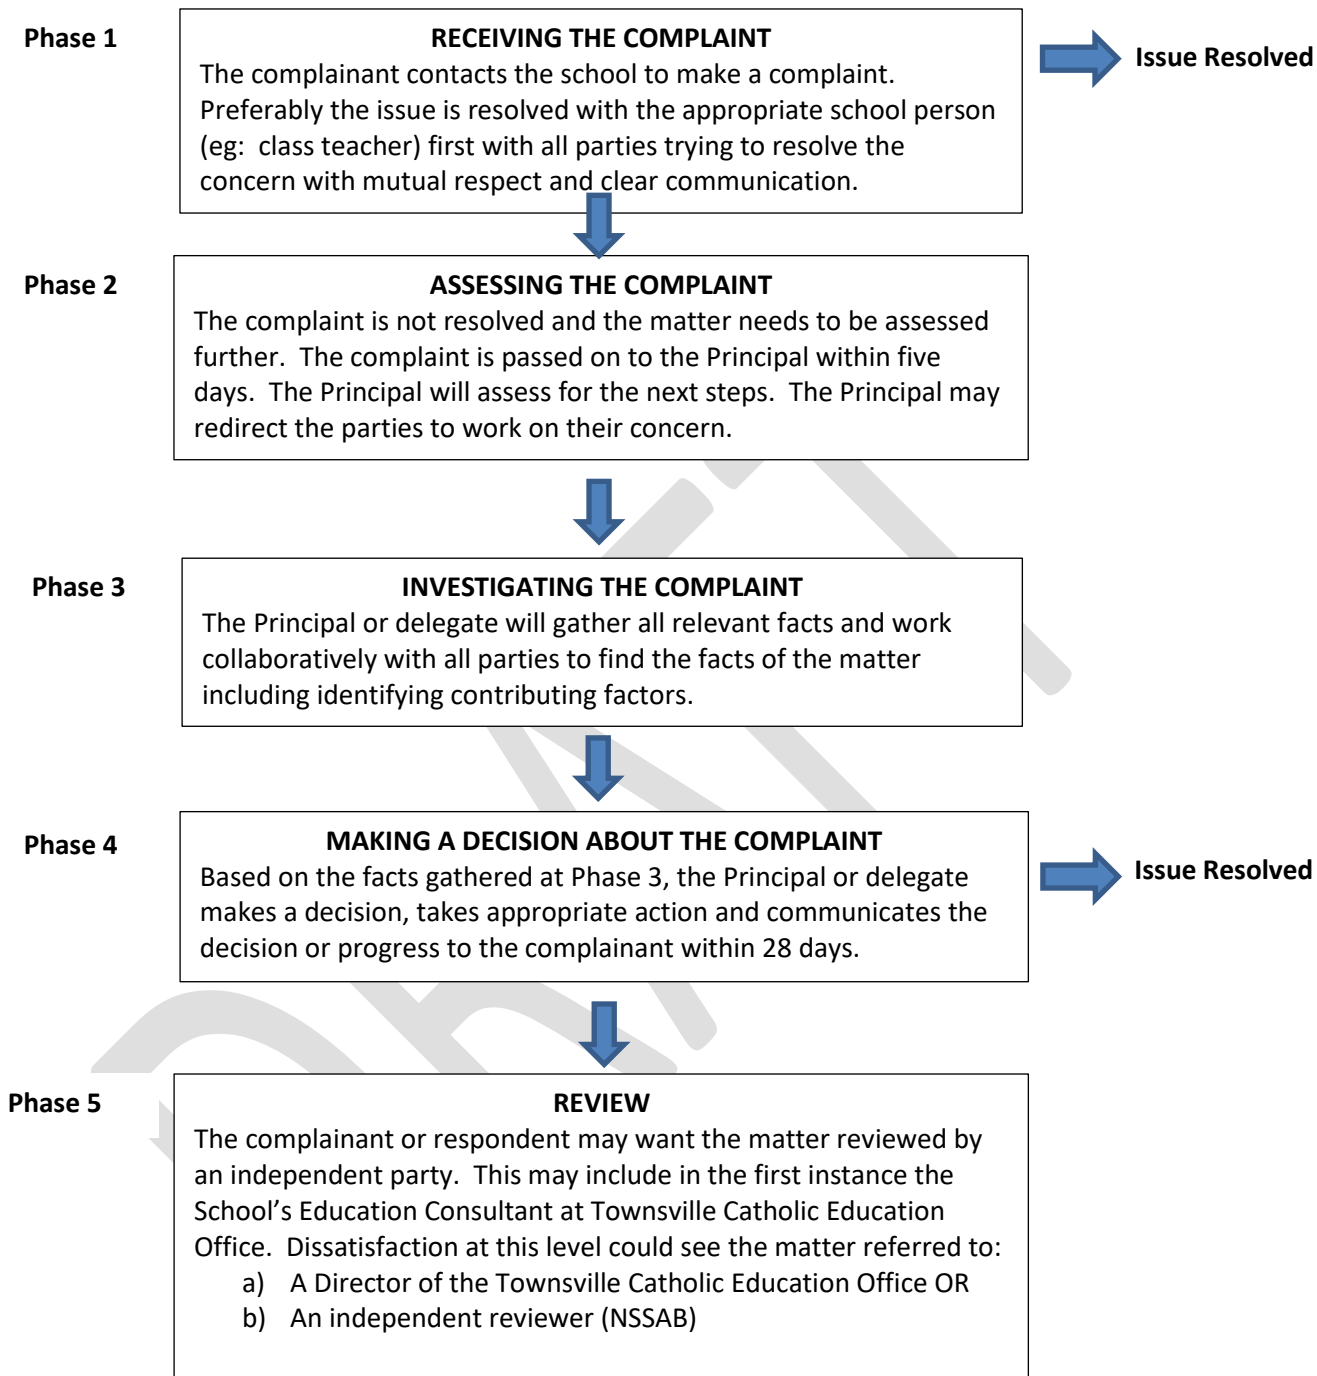 Phase 1
RECEIVING THE COMPLAINT
The complainant contacts the school to make a complaint.
Preferably the issue is resolved with the appropriate school person
(eg:  class teacher) first with all parties trying to resolve the
concern with mutual respect and clear communication.
Issue Resolved
Phase 2
ASSESSING THE COMPLAINT
The complaint is not resolved and the matter needs to be assessed
further.  The complaint is passed on to the Principal within five
days.  The Principal will assess for the next steps.  The Principal may
redirect the parties to work on their concern.
Phase 3
INVESTIGATING THE COMPLAINT
The Principal or delegate will gather all relevant facts and work
collaboratively with all parties to find the facts of the matter
including identifying contributing factors.
Phase 4
MAKING A DECISION ABOUT THE COMPLAINT
Based on the facts gathered at Phase 3, the Principal or delegate
makes a decision, takes appropriate action and communicates the
decision or progress to the complainant within 28 days.
Issue Resolved
Phase 5
REVIEW
The complainant or respondent may want the matter reviewed by
an independent party.  This may include in the first instance the
School’s Education Consultant at Townsville Catholic Education
Office.  Dissatisfaction at this level could see the matter referred to:
a) A Director of the Townsville Catholic Education Office OR
b) An independent reviewer (NSSAB)
DRAFT